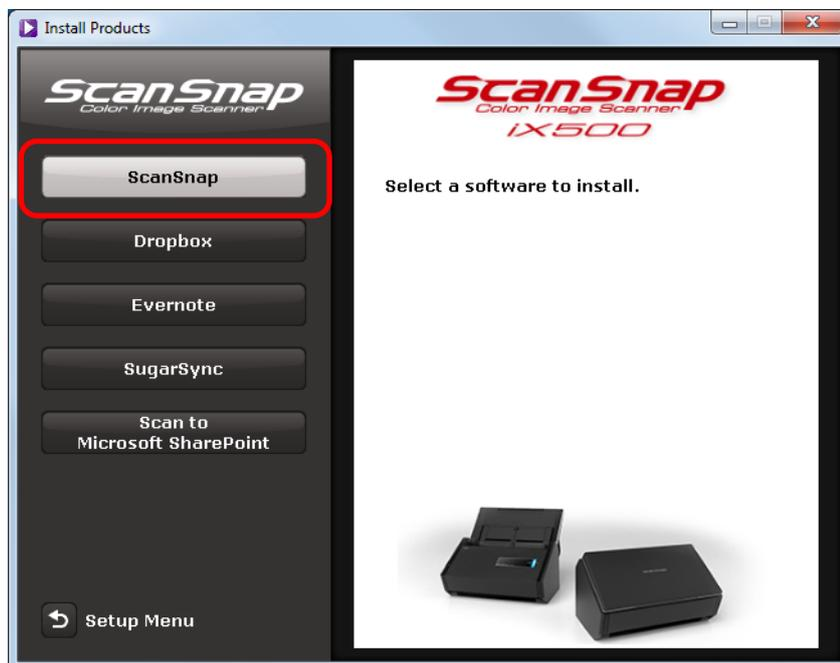 Install Products
ScanSnap
Color Image Scanner
ScanSnap
Dropbox
Evernote
SugarSync
Scan to
Microsoft SharePoint
Setup Menu
ScanSnap
Color Image Scanner
iX500
Select a software to install.